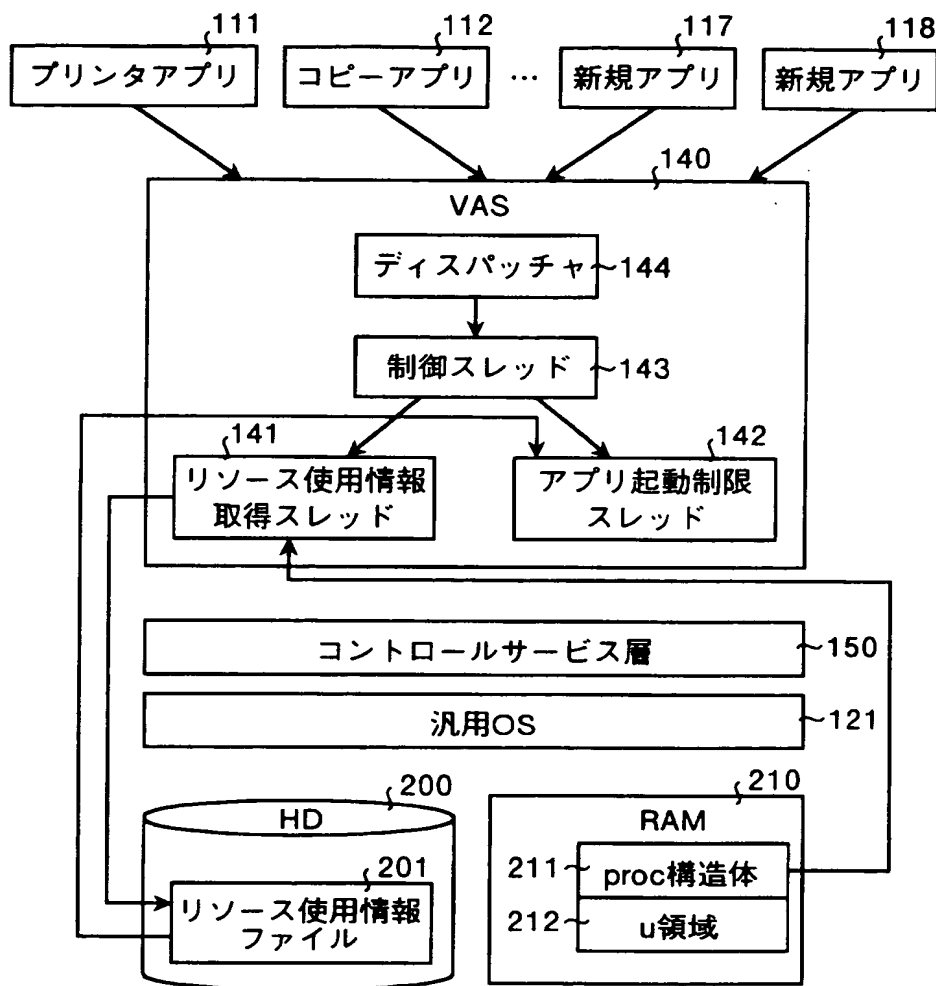 111
112
117
118
プリンタアプリ
コピーアプリ
…
新規アプリ
新規アプリ
140
VAS
ディスパッチャ
144
制御スレッド
143
141
142
リソース使用情報
取得スレッド
アプリ起動制限
スレッド
コントロールサービス層
150
汎用OS
121
200
210
HD
RAM
201
リソース使用情報
ファイル
211
proc構造体
212
u領域